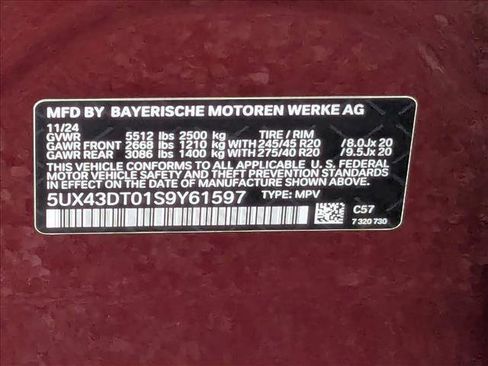 MFD BY BAYERISCHE MOTOREN WERKE AG
11/24
GVWR 5512 lbs 2500 kg TIRE / RIM
GAWR FRONT 2668 lbs 1210 kg WITH 245/45 R20 / 8.0Jx 20
GAWR REAR 3086 lbs 1400 kg WITH 275/40 R20 / 9.5Jx 20
THIS VEHICLE CONFORMS TO ALL APPLICABLE U. S. FEDERAL
MOTOR VEHICLE SAFETY AND THEFT PREVENTION STANDARDS
IN EFFECT ON THE DATE OF MANUFACTURE SHOWN ABOVE.
5UX43DT01S9Y61597 TYPE: MPV
C57
7 320 730